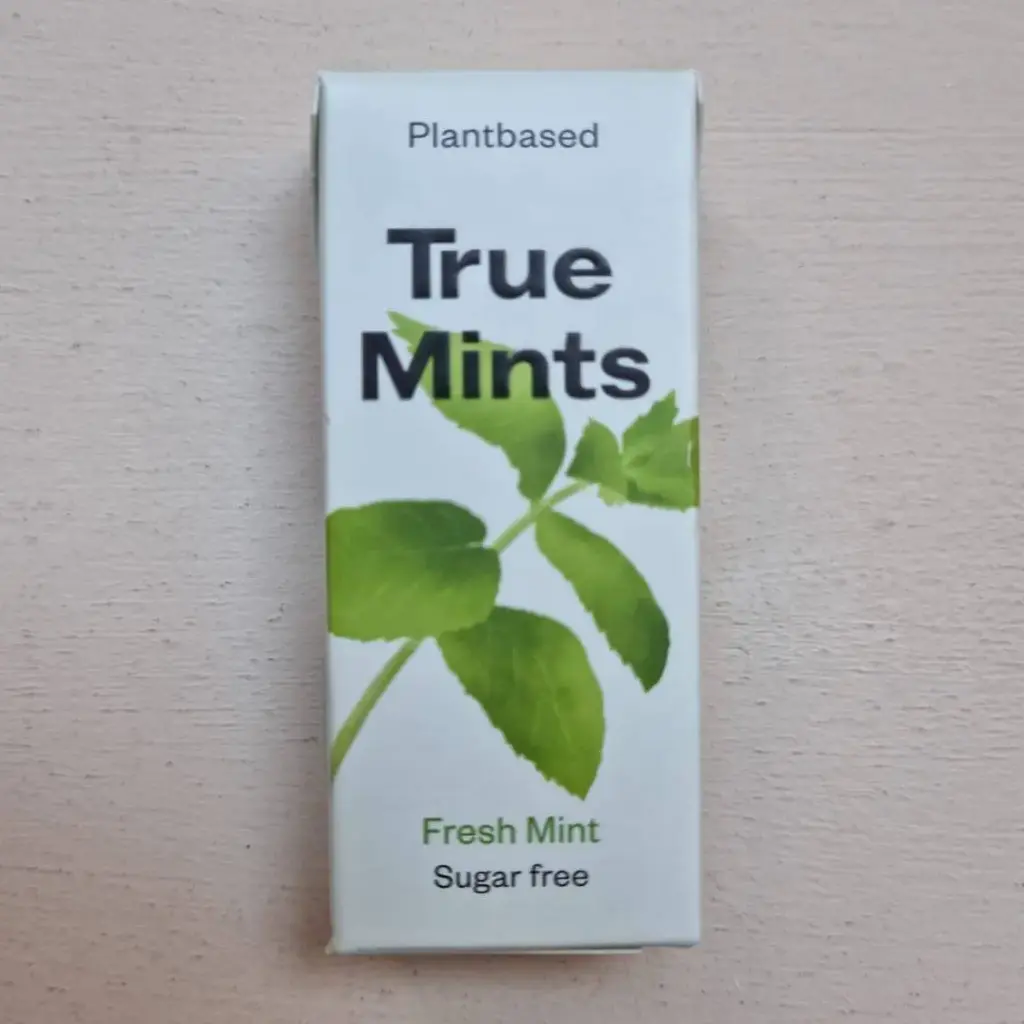 Plantbased
True
Mints
Fresh Mint
Sugar free